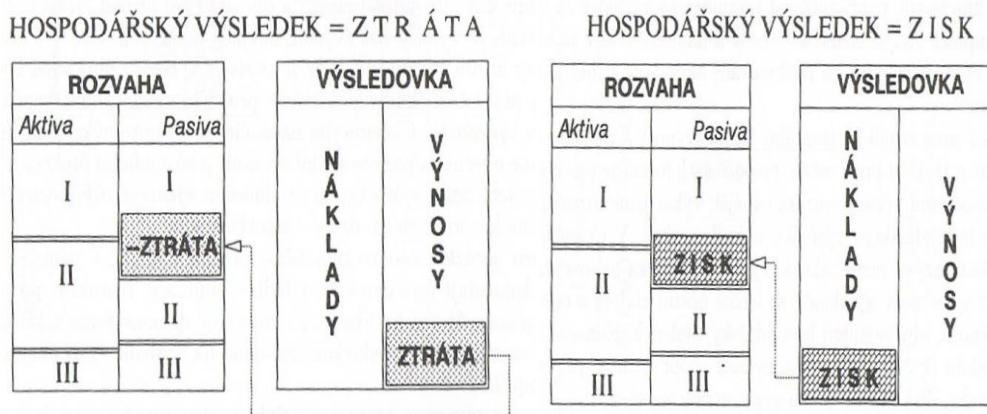 HOSPODÁŘSKÝ VÝSLEDEK = Z T R Á T A
ROZVAHA
Aktiva Pasiva
I I
–ZTRÁTA
II
II
III III
VÝSLEDOVKA
NÁKLADY
VÝNOSY
ZTRÁTA
HOSPODÁŘSKÝ VÝSLEDEK = Z I S K
ROZVAHA
Aktiva Pasiva
I I
ZISK
II
II
III III
VÝSLEDOVKA
NÁKLADY
VÝNOSY
ZISK